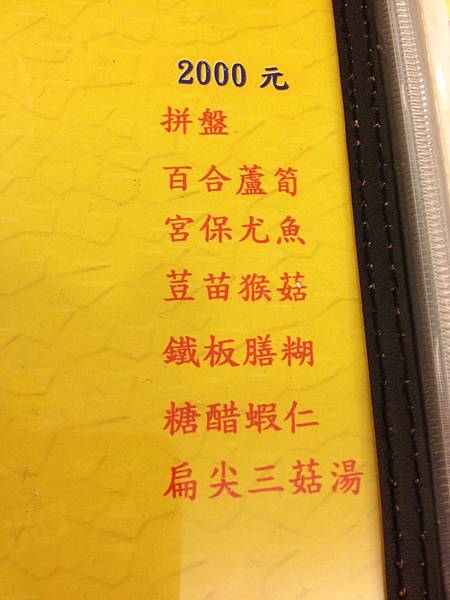 2000 元
拼盤
百合蘆筍
宮保尤魚
荳苗猴菇
鐵板膳糊
糖醋蝦仁
扁尖三菇湯